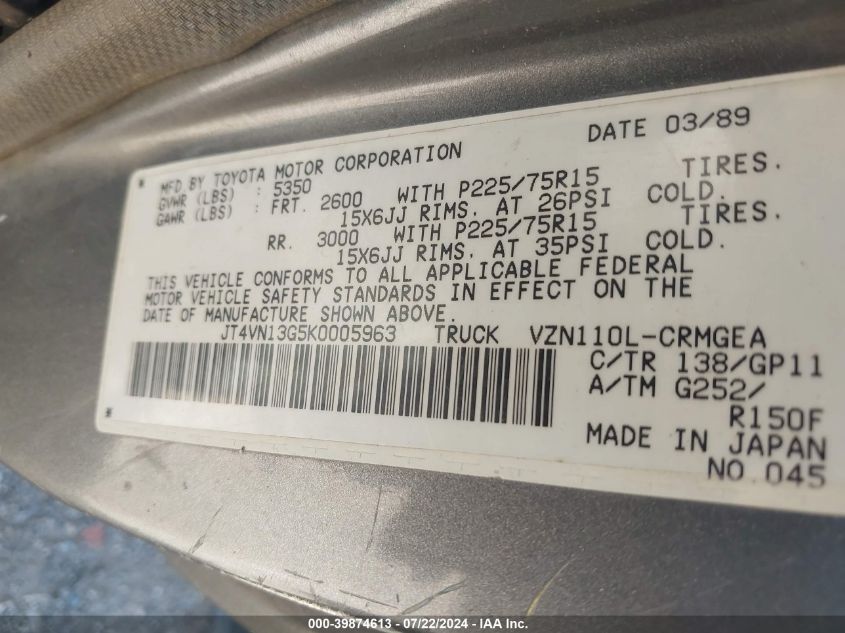 DATE 03/89
MFD.BY TOYOTA MOTOR CORPORATION
GVWR (LBS) : 5350
GAWR (LBS) : FRT. 2600 WITH P225/75R15 TIRES.
15X6JJ RIMS. AT 26PSI COLD.
RR. 3000 WITH P225/75R15 TIRES.
15X6JJ RIMS. AT 35PSI COLD.
THIS VEHICLE CONFORMS TO ALL APPLICABLE FEDERAL
MOTOR VEHICLE SAFETY STANDARDS IN EFFECT ON THE
DATE OF MANUFACTURE SHOWN ABOVE.
JT4VN13G5K0005963 TRUCK VZN110L-CRMGEA
C/TR 138/GP11
A/TM G252/
R150F
MADE IN JAPAN
NO.045
000-39874613 - 07/22/2024 - IAA Inc.